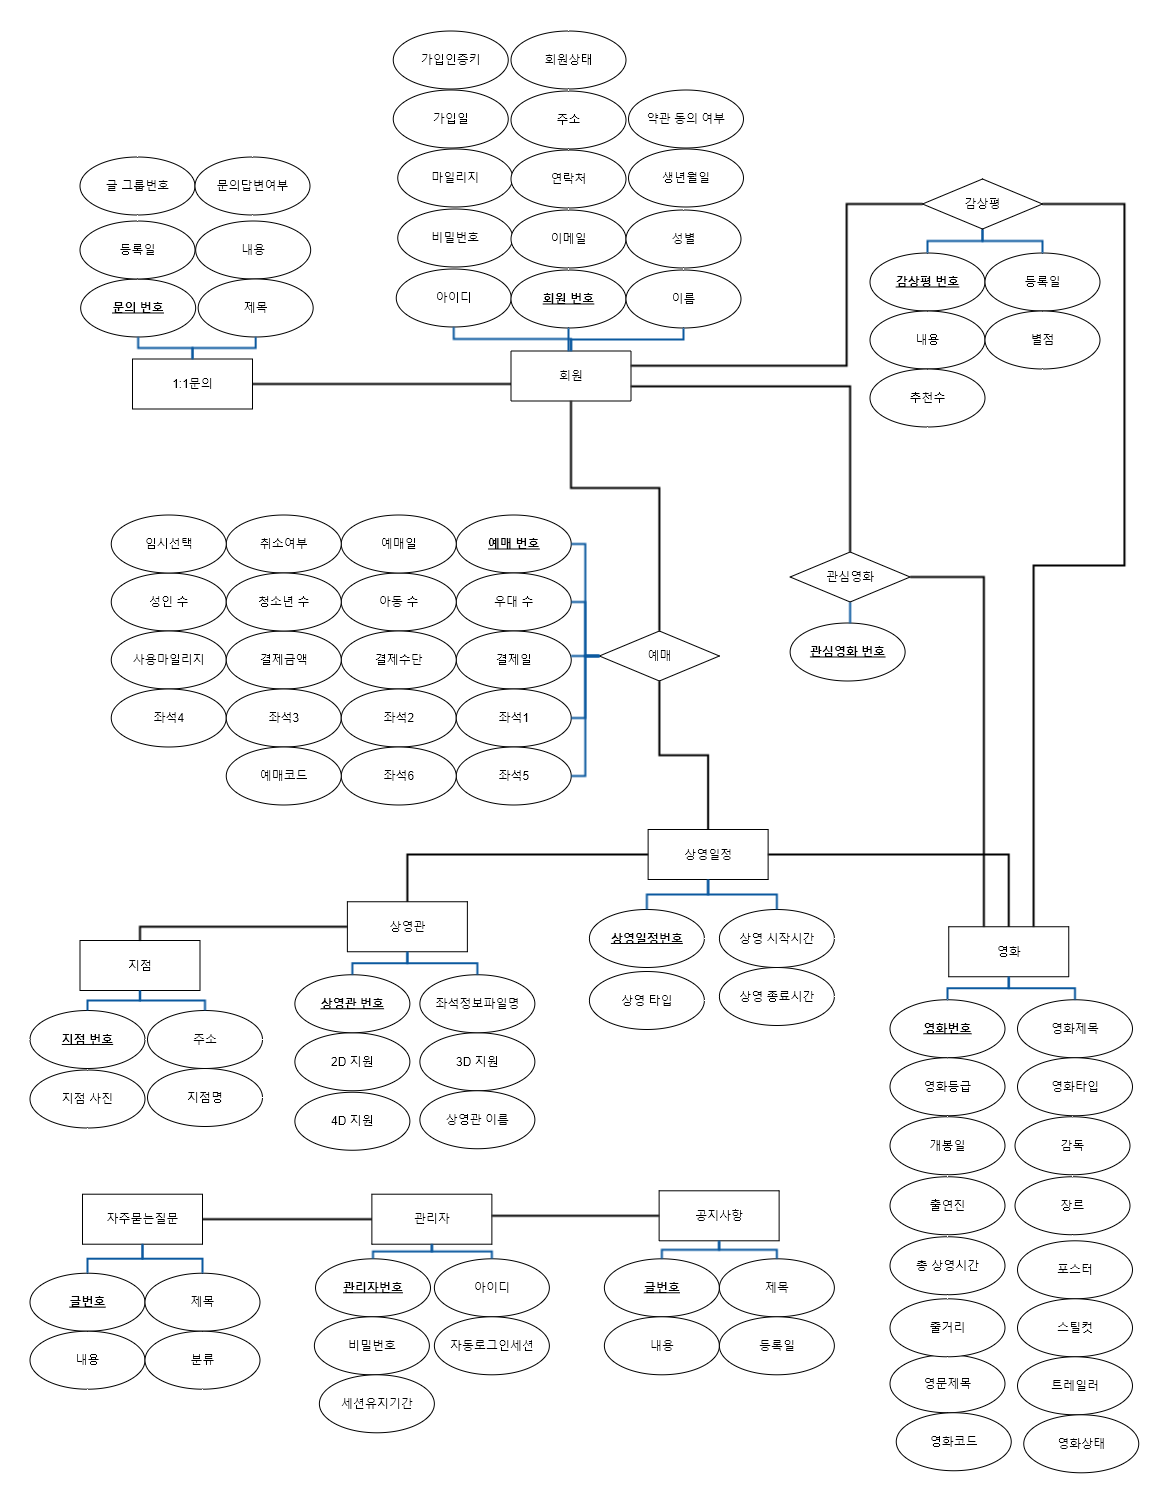 가입인증키
회원상태
가입일
주소
약관 동의 여부
마일리지
연락처
생년월일
비밀번호
이메일
성별
아이디
회원 번호
이름
회원
글 그룹번호
문의답변여부
등록일
내용
문의 번호
제목
1:1문의
감상평
감상평 번호
등록일
내용
별점
추천수
임시선택
취소여부
예매일
예매 번호
성인 수
청소년 수
아동 수
우대 수
사용마일리지
결제금액
결제수단
결제일
좌석4
좌석3
좌석2
좌석1
예매코드
좌석6
좌석5
예매
관심영화
관심영화 번호
상영일정
상영일정번호
상영 시작시간
상영 타입
상영 종료시간
상영관
상영관 번호
좌석정보파일명
2D 지원
3D 지원
4D 지원
상영관 이름
지점
지점 번호
주소
지점 사진
지점명
영화
영화번호
영화제목
영화등급
영화타입
개봉일
감독
출연진
장르
총 상영시간
포스터
줄거리
스틸컷
영문제목
트레일러
영화코드
영화상태
자주묻는질문
글번호
제목
내용
분류
관리자
관리자번호
아이디
비밀번호
자동로그인세션
세션유지기간
공지사항
글번호
제목
내용
등록일